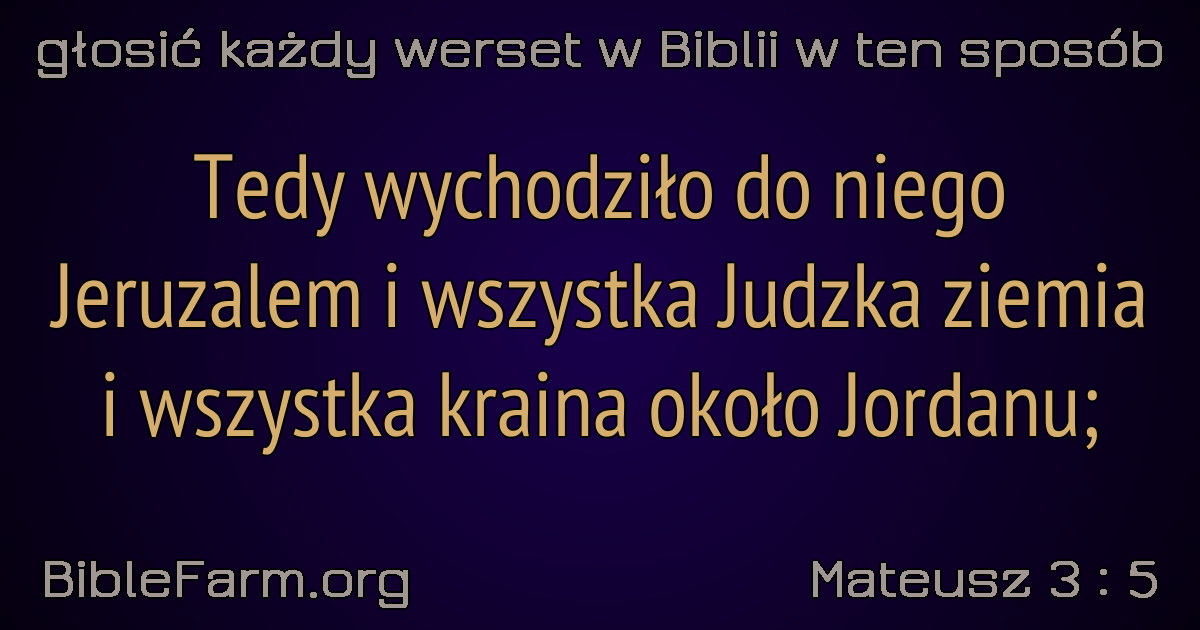 głosić każdy werset w Biblii w ten sposób
Tedy wychodziło do niego
Jeruzalem i wszystka Judzka ziemia
i wszystka kraina około Jordanu;
BibleFarm.org
Mateusz 3 : 5